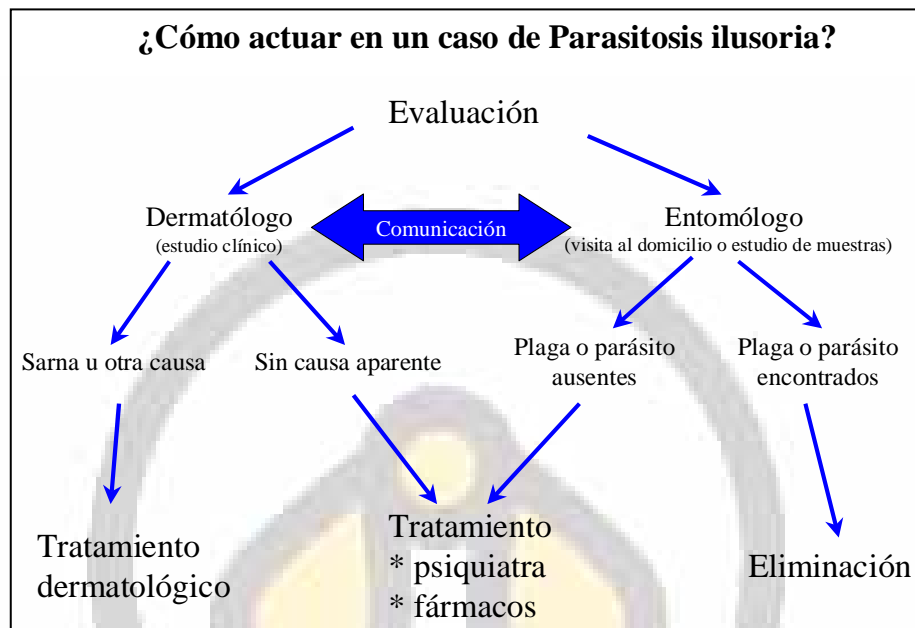 ¿Cómo actuar en un caso de Parasitosis ilusoria?
Evaluación
Dermatólogo
(estudio clínico)
Comunicación
Entomólogo
(visita al domicilio o estudio de muestras)
Sarna u otra causa
Sin causa aparente
Plaga o parásito
ausentes
Plaga o parásito
encontrados
Tratamiento
dermatológico
Tratamiento
* psiquiatra
* fármacos
Eliminación